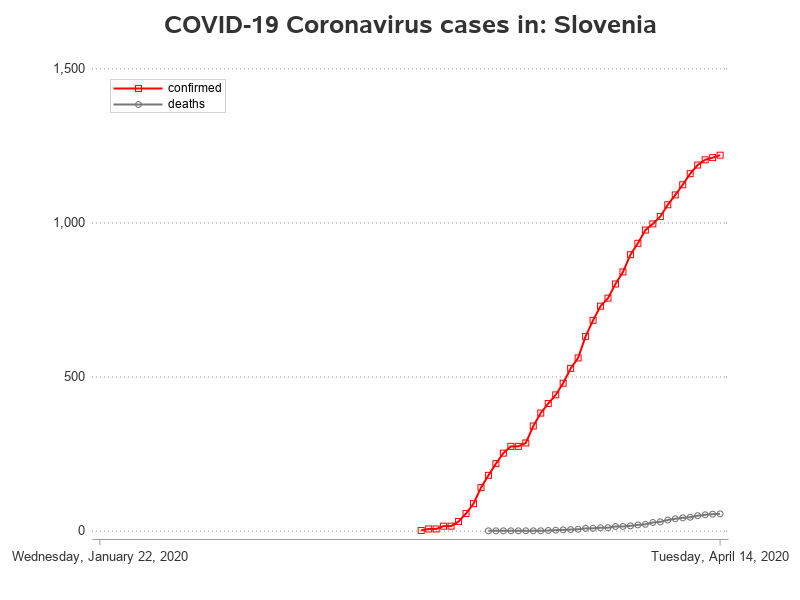 COVID-19 Coronavirus cases in: Slovenia
1,500
confirmed
deaths
1,000
500
0
Wednesday, January 22, 2020 Tuesday, April 14, 2020